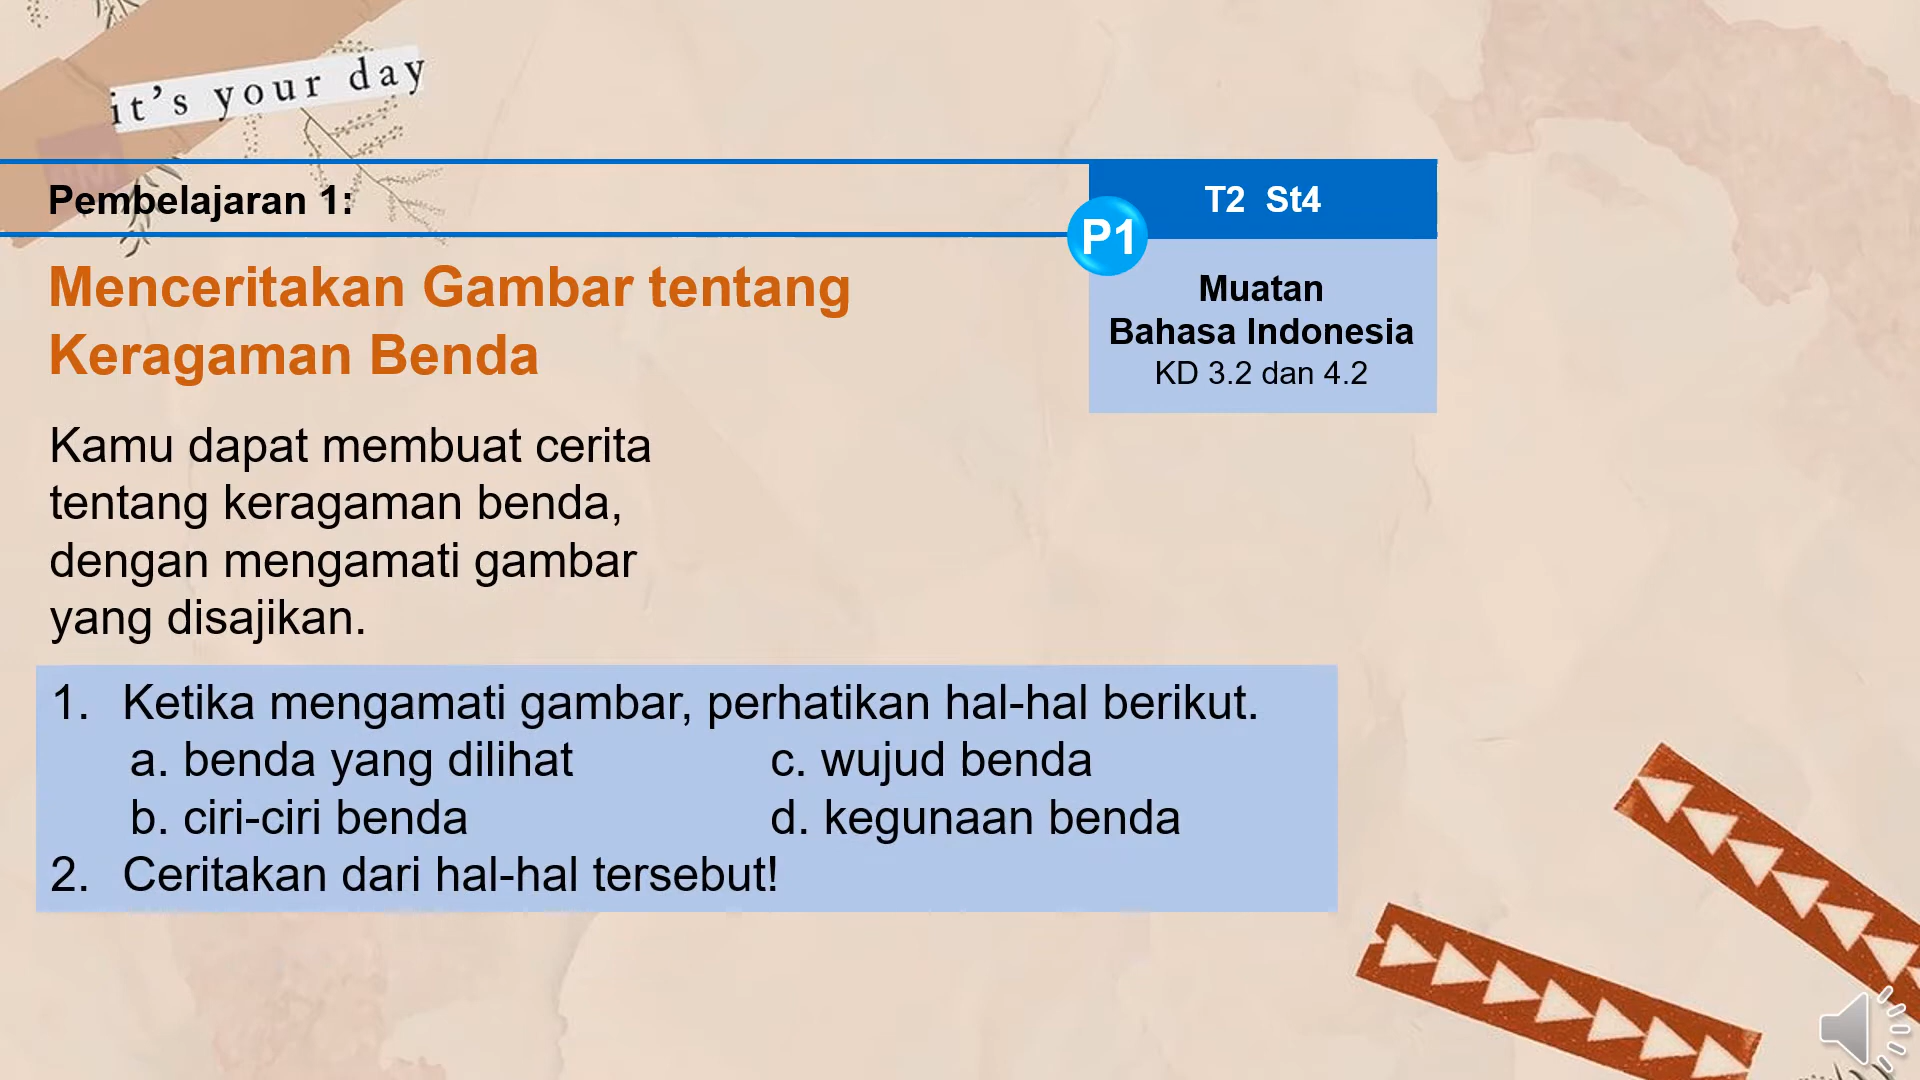 it's your day
Pembelajaran 1:
T2 St4
P1
Muatan
Bahasa Indonesia
KD 3.2 dan 4.2
Menceritakan Gambar tentang
Keragaman Benda
Kamu dapat membuat cerita
tentang keragaman benda,
dengan mengamati gambar
yang disajikan.
1. Ketika mengamati gambar, perhatikan hal-hal berikut.
a. benda yang dilihat c. wujud benda
b. ciri-ciri benda d. kegunaan benda
2. Ceritakan dari hal-hal tersebut!